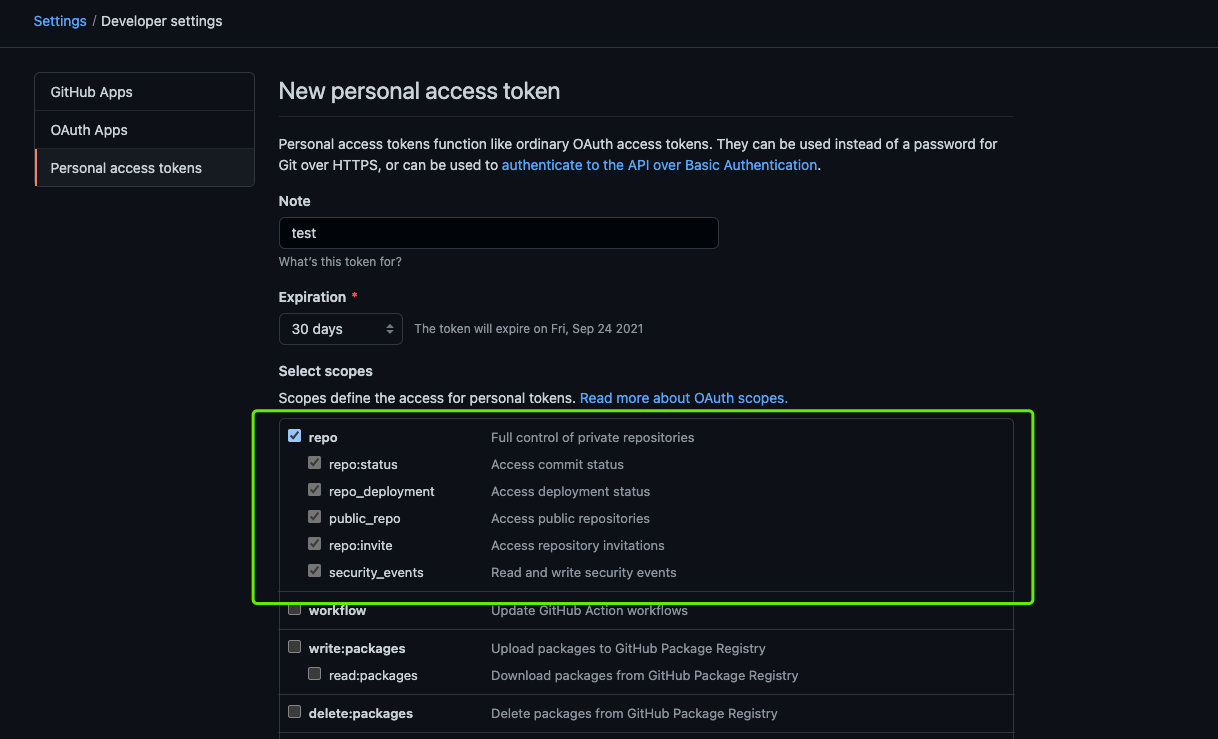 Settings / Developer settings
GitHub Apps
OAuth Apps
Personal access tokens
New personal access token
Personal access tokens function like ordinary OAuth access tokens. They can be used instead of a password for
Git over HTTPS, or can be used to authenticate to the API over Basic Authentication.
Note
test
What's this token for?
Expiration *
30 days The token will expire on Fri, Sep 24 2021
Select scopes
Scopes define the access for personal tokens. Read more about OAuth scopes.
repo Full control of private repositories
repo:status Access commit status
repo_deployment Access deployment status
public_repo Access public repositories
repo:invite Access repository invitations
security_events Read and write security events
workflow Update GitHub Action workflows
write:packages Upload packages to GitHub Package Registry
read:packages Download packages from GitHub Package Registry
delete:packages Delete packages from GitHub Package Registry